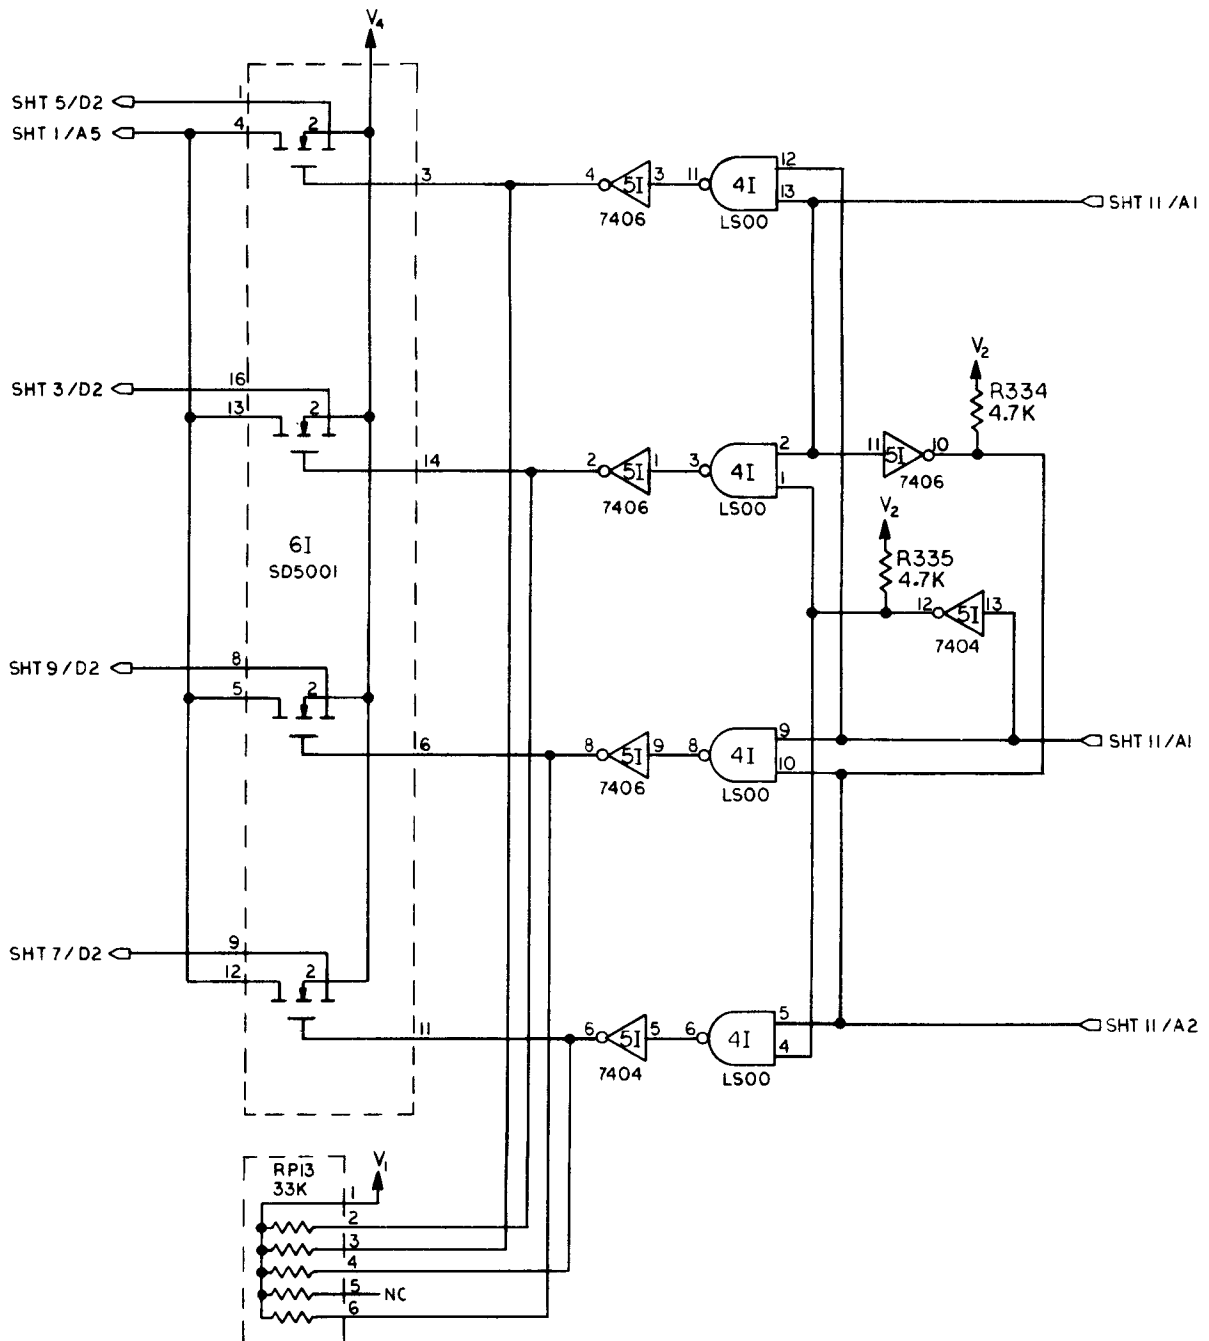 V4
SHT 5/D2
1
SHT 1/A5
4
2
3
4
5I
3
7406
11
4I
12
13
LS00
SHT 11/A1
SHT 3/D2
16
13
2
14
2
5I
1
7406
3
4I
2
1
LS00
11
5I
10
7406
V2
R334
4.7K
V2
R335
4.7K
12
5I
13
7404
6I
SD5001
SHT 9/D2
8
5
2
6
8
5I
9
7406
8
4I
9
10
LS00
SHT 11/A1
SHT 7/D2
9
12
2
11
6
5I
5
7404
6
4I
5
4
LS00
SHT 11/A2
RP13
33K
V1
1
2
3
4
5
NC
6